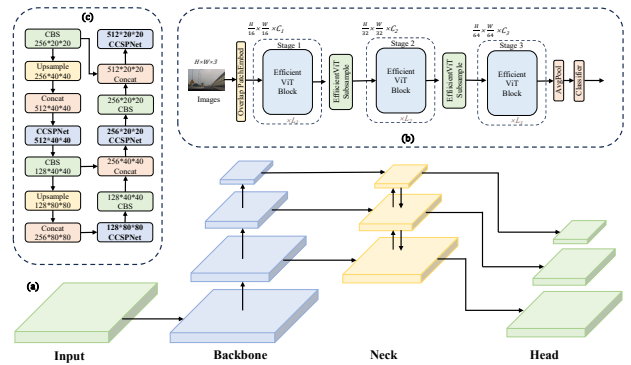 (c)
CBS
256*20*20
Upsample
256*40*40
Concat
512*40*40
CCSPNet
512*40*40
CBS
128*40*40
Upsample
128*80*80
Concat
256*80*80
512*20*20
CCSPNet
512*20*20
Concat
256*20*20
CBS
256*20*20
CCSPNet
256*40*40
Concat
128*40*40
CBS
128*80*80
CCSPNet
H×W×3
Images
Overlap PatchEmbed
H/16 × W/16 ×C₁
Stage 1
Efficient
ViT
Block
×L₁
EfficientViT
Subsample
H/32 × W/32 ×C₂
Stage 2
Efficient
ViT
Block
EfficientViT
Subsample
H/64 × W/64 ×C₃
Stage 3
Efficient
ViT
Block
AvgPool
Classifier
(b)
(a)
Input
Backbone
Neck
Head